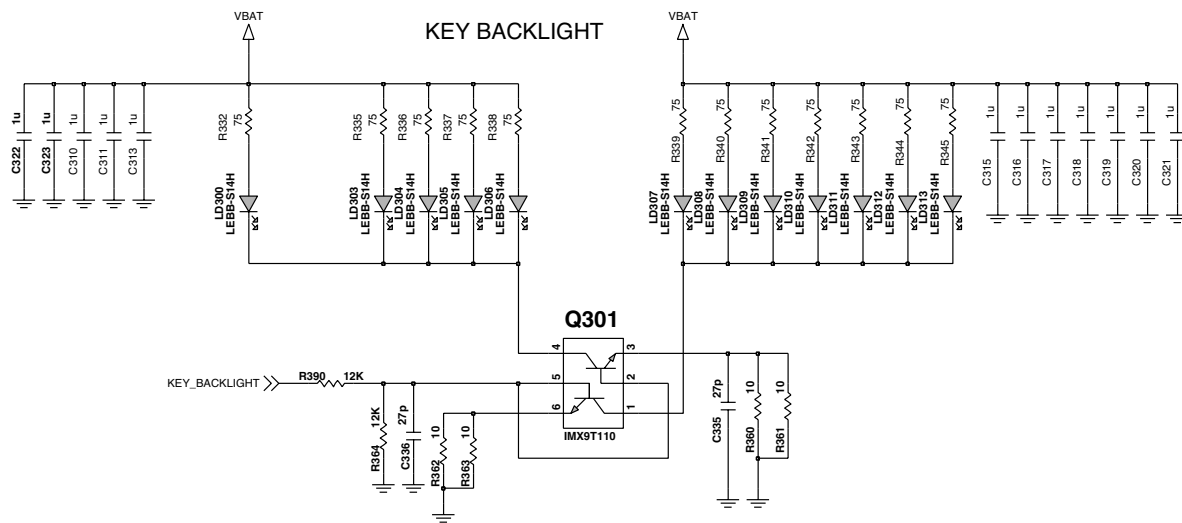 KEY BACKLIGHT
VBAT
VBAT
1u
C322
1u
C323
1u
C310
1u
C311
1u
C313
R332
75
R335
75
R336
75
R337
75
R338
75
75
R339
75
R340
75
R341
75
R342
75
R343
75
R344
75
R345
1u
C315
1u
C316
1u
C317
1u
C318
1u
C319
1u
C320
1u
C321
LD300
LEBB-S14H
LD303
LEBB-S14H
LD304
LEBB-S14H
LD305
LEBB-S14H
LD306
LEBB-S14H
LD307
LEBB-S14H
LD308
LEBB-S14H
LD309
LEBB-S14H
LD310
LEBB-S14H
LD311
LEBB-S14H
LD312
LEBB-S14H
LD313
LEBB-S14H
Q301
4
3
5
2
6
1
IMX9T110
KEY_BACKLIGHT
R390 12K
12K
R364
27p
C336
10
R362
10
R363
27p
C335
10
R360
10
R361